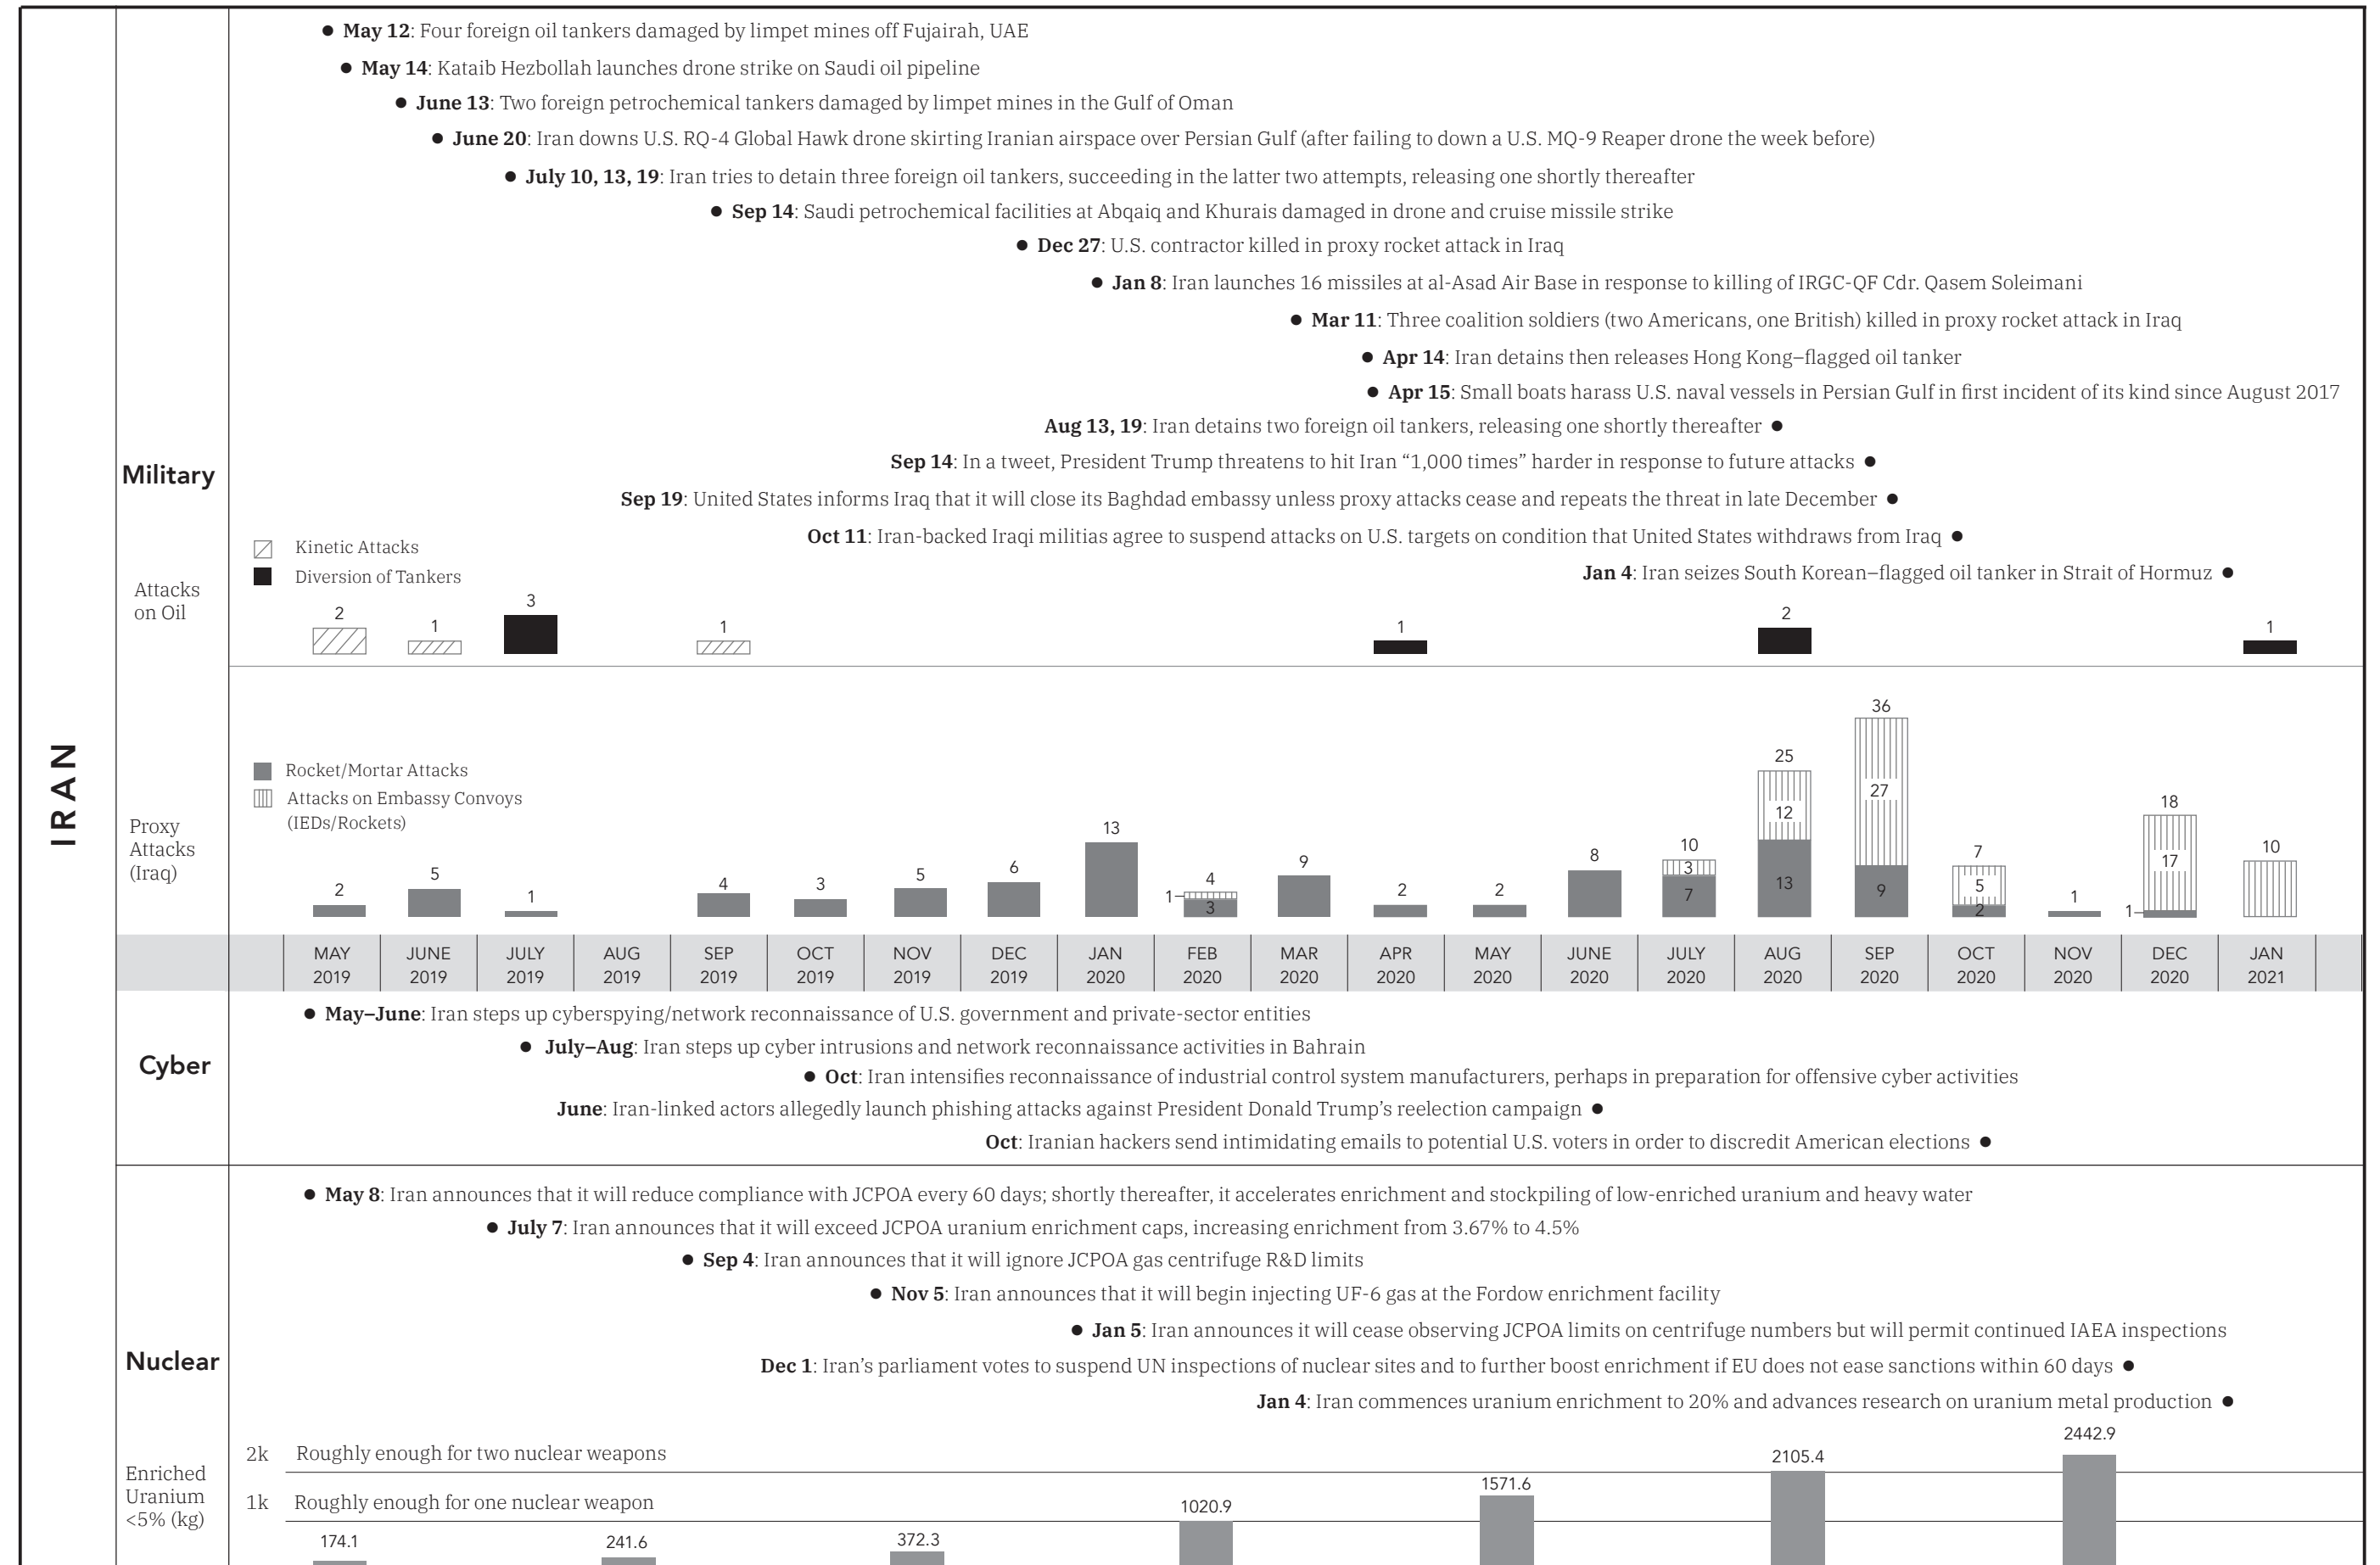 IRAN
May 12: Four foreign oil tankers damaged by limpet mines off Fujairah, UAE
May 14: Kataib Hezbollah launches drone strike on Saudi oil pipeline
June 13: Two foreign petrochemical tankers damaged by limpet mines in the Gulf of Oman
June 20: Iran downs U.S. RQ-4 Global Hawk drone skirting Iranian airspace over Persian Gulf (after failing to down a U.S. MQ-9 Reaper drone the week before)
July 10, 13, 19: Iran tries to detain three foreign oil tankers, succeeding in the latter two attempts, releasing one shortly thereafter
Sep 14: Saudi petrochemical facilities at Abqaiq and Khurais damaged in drone and cruise missile strike
Dec 27: U.S. contractor killed in proxy rocket attack in Iraq
Jan 8: Iran launches 16 missiles at al-Asad Air Base in response to killing of IRGC-QF Cdr. Qasem Soleimani
Mar 11: Three coalition soldiers (two Americans, one British) killed in proxy rocket attack in Iraq
Apr 14: Iran detains then releases Hong Kong–flagged oil tanker
Apr 15: Small boats harass U.S. naval vessels in Persian Gulf in first incident of its kind since August 2017
Aug 13, 19: Iran detains two foreign oil tankers, releasing one shortly thereafter
Military
Sep 14: In a tweet, President Trump threatens to hit Iran “1,000 times” harder in response to future attacks
Sep 19: United States informs Iraq that it will close its Baghdad embassy unless proxy attacks cease and repeats the threat in late December
Oct 11: Iran-backed Iraqi militias agree to suspend attacks on U.S. targets on condition that United States withdraws from Iraq
Jan 4: Iran seizes South Korean–flagged oil tanker in Strait of Hormuz
Kinetic Attacks
Diversion of Tankers
Attacks
on Oil
2 1 3 1 1 2 1
Rocket/Mortar Attacks
Attacks on Embassy Convoys
(IEDs/Rockets)
Proxy
Attacks
(Iraq)
2 5 1 4 3 5 6 13 4 1 3 9 2 2 8 10 3 7 25 12 13 36 27 9 7 5 2 1 18 17 1 10
MAY JUNE JULY AUG SEP OCT NOV DEC JAN FEB MAR APR MAY JUNE JULY AUG SEP OCT NOV DEC JAN
2019 2019 2019 2019 2019 2019 2019 2019 2020 2020 2020 2020 2020 2020 2020 2020 2020 2020 2020 2020 2021
Cyber
May–June: Iran steps up cyberspying/network reconnaissance of U.S. government and private-sector entities
July–Aug: Iran steps up cyber intrusions and network reconnaissance activities in Bahrain
Oct: Iran intensifies reconnaissance of industrial control system manufacturers, perhaps in preparation for offensive cyber activities
June: Iran-linked actors allegedly launch phishing attacks against President Donald Trump’s reelection campaign
Oct: Iranian hackers send intimidating emails to potential U.S. voters in order to discredit American elections
Nuclear
May 8: Iran announces that it will reduce compliance with JCPOA every 60 days; shortly thereafter, it accelerates enrichment and stockpiling of low-enriched uranium and heavy water
July 7: Iran announces that it will exceed JCPOA uranium enrichment caps, increasing enrichment from 3.67% to 4.5%
Sep 4: Iran announces that it will ignore JCPOA gas centrifuge R&D limits
Nov 5: Iran announces that it will begin injecting UF-6 gas at the Fordow enrichment facility
Jan 5: Iran announces it will cease observing JCPOA limits on centrifuge numbers but will permit continued IAEA inspections
Dec 1: Iran’s parliament votes to suspend UN inspections of nuclear sites and to further boost enrichment if EU does not ease sanctions within 60 days
Jan 4: Iran commences uranium enrichment to 20% and advances research on uranium metal production
Enriched
Uranium
<5% (kg)
2k Roughly enough for two nuclear weapons
1k Roughly enough for one nuclear weapon
174.1 241.6 372.3 1020.9 1571.6 2105.4 2442.9